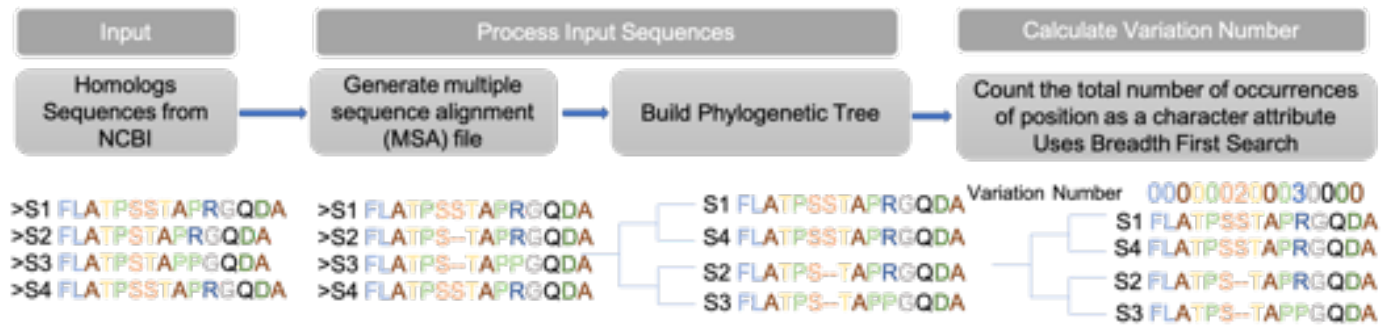 Input
Process Input Sequences
Calculate Variation Number
Homologs
Sequences from
NCBI
Generate multiple
sequence alignment
(MSA) file
Build Phylogenetic Tree
Count the total number of occurrences
of position as a character attribute
Uses Breadth First Search
>S1 FLATPSSTAPRGQDA
>S2 FLATPSTAPRGQDA
>S3 FLATPSTAPPGQDA
>S4 FLATPSSTAPRGQDA
>S1 FLATPSSTAPRGQDA
>S2 FLATPS--TAPRGQDA
>S3 FLATPS--TAPPGQDA
>S4 FLATPSSTAPRGQDA
S1 FLATPSSTAPRGQDA
S4 FLATPSSTAPRGQDA
S2 FLATPS--TAPRGQDA
S3 FLATPS--TAPPGQDA
Variation Number 000000200030000
S1 FLATPSSTAPRGQDA
S4 FLATPSSTAPRGQDA
S2 FLATPS--TAPRGQDA
S3 FLATPS--TAPPGQDA